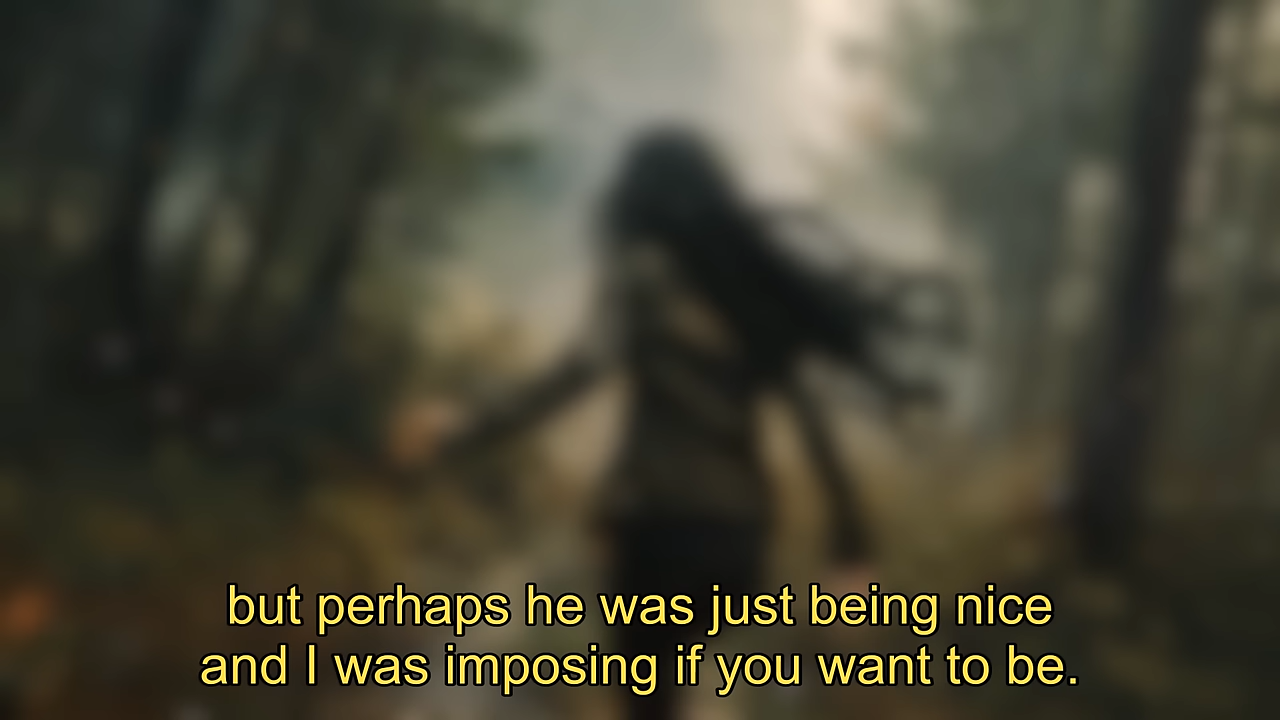 but perhaps he was just being nice
and I was imposing if you want to be.